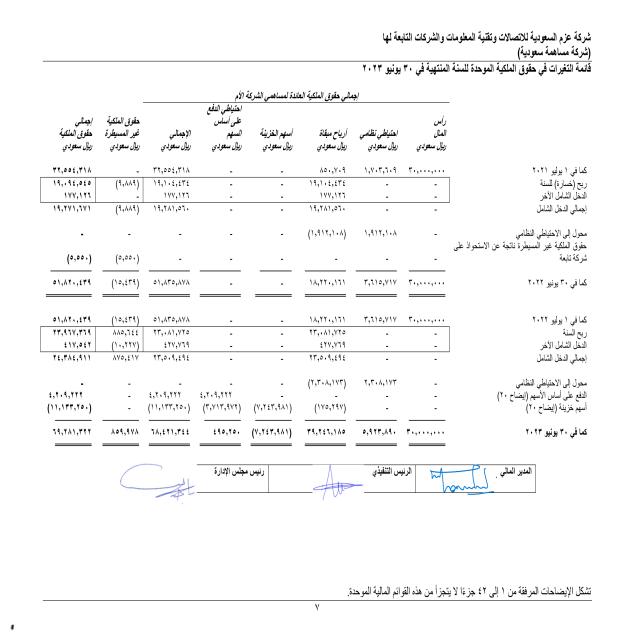 شركة عزم السعودية للاتصالات وتقنية المعلومات والشركات التابعة لها
(شركة مساهمة سعودية)
قائمة التغيرات في حقوق الملكية الموحدة للسنة المنتهية في ٣٠ يونيو ٢٠٢٣
إجمالي حقوق الملكية العائدة لمساهمي الشركة الأم
رأس المال ريال سعودي | احتياطي نظامي ريال سعودي | أرباح مبقاة ريال سعودي | أسهم الخزينة ريال سعودي | احتياطي الدفع على أساس السهم ريال سعودي | الإجمالي ريال سعودي | حقوق الملكية غير المسيطرة ريال سعودي | إجمالي حقوق الملكية ريال سعودي
كما في ١ يوليو ٢٠٢١ ٣٠,٠٠٠,٠٠٠ ١,٧٠٣,٦٠٩ ٨٥٠,٧٠٩ - - ٣٢,٥٥٤,٣١٨ - ٣٢,٥٥٤,٣١٨
ربح (خسارة) للسنة - - ١٩,١٠٤,٤٣٤ - - ١٩,١٠٤,٤٣٤ (٩,٨٨٩) ١٩,٠٩٤,٥٤٥
الدخل الشامل الآخر - - ١٧٧,١٢٦ - - ١٧٧,١٢٦ - ١٧٧,١٢٦
إجمالي الدخل الشامل - - ١٩,٢٨١,٥٦٠ - - ١٩,٢٨١,٥٦٠ (٩,٨٨٩) ١٩,٢٧١,٦٧١
محول إلى الاحتياطي النظامي - ١,٩١٢,١٠٨ (١,٩١٢,١٠٨) - - - - -
حقوق الملكية غير المسيطرة ناتجة عن الاستحواذ على
شركة تابعة - - - - - - (٥,٥٥٠) (٥,٥٥٠)
كما في ٣٠ يونيو ٢٠٢٢ ٣٠,٠٠٠,٠٠٠ ٣,٦١٥,٧١٧ ١٨,٢٢٠,١٦١ - - ٥١,٨٣٥,٨٧٨ (١٥,٤٣٩) ٥١,٨٢٠,٤٣٩
كما في ١ يوليو ٢٠٢٢ ٣٠,٠٠٠,٠٠٠ ٣,٦١٥,٧١٧ ١٨,٢٢٠,١٦١ - - ٥١,٨٣٥,٨٧٨ (١٥,٤٣٩) ٥١,٨٢٠,٤٣٩
ربح السنة - - ٢٣,٠٨١,٧٢٥ - - ٢٣,٠٨١,٧٢٥ ٨٨٥,٦٤٤ ٢٣,٩٦٧,٣٦٩
الدخل الشامل الآخر - - ٤٢٧,٧٦٩ - - ٤٢٧,٧٦٩ (١٠,٢٢٧) ٤١٧,٥٤٢
إجمالي الدخل الشامل - - ٢٣,٥٠٩,٤٩٤ - - ٢٣,٥٠٩,٤٩٤ ٨٧٥,٤١٧ ٢٤,٣٨٤,٩١١
محول إلى الاحتياطي النظامي - ٢,٣٠٨,١٧٣ (٢,٣٠٨,١٧٣) - - - - -
الدفع على أساس الأسهم (إيضاح ٢٠) - - - - ٤,٢٠٩,٢٢٢ ٤,٢٠٩,٢٢٢ - ٤,٢٠٩,٢٢٢
أسهم خزينة (إيضاح ٢٠) - - (١٧٥,٢٩٧) (٧,٢٤٣,٩٨١) (٣,٧١٣,٩٧٢) (١١,١٣٣,٢٥٠) - (١١,١٣٣,٢٥٠)
كما في ٣٠ يونيو ٢٠٢٣ ٣٠,٠٠٠,٠٠٠ ٥,٩٢٣,٨٩٠ ٣٩,٢٤٦,١٨٥ (٧,٢٤٣,٩٨١) ٤٩٥,٢٥٠ ٦٨,٤٢١,٣٤٤ ٨٥٩,٩٧٨ ٦٩,٢٨١,٣٢٢
المدير المالي الرئيس التنفيذي رئيس مجلس الإدارة
تشكل الإيضاحات المرفقة من ١ إلى ٤٢ جزءًا لا يتجزأ من هذه القوائم المالية الموحدة.
٧